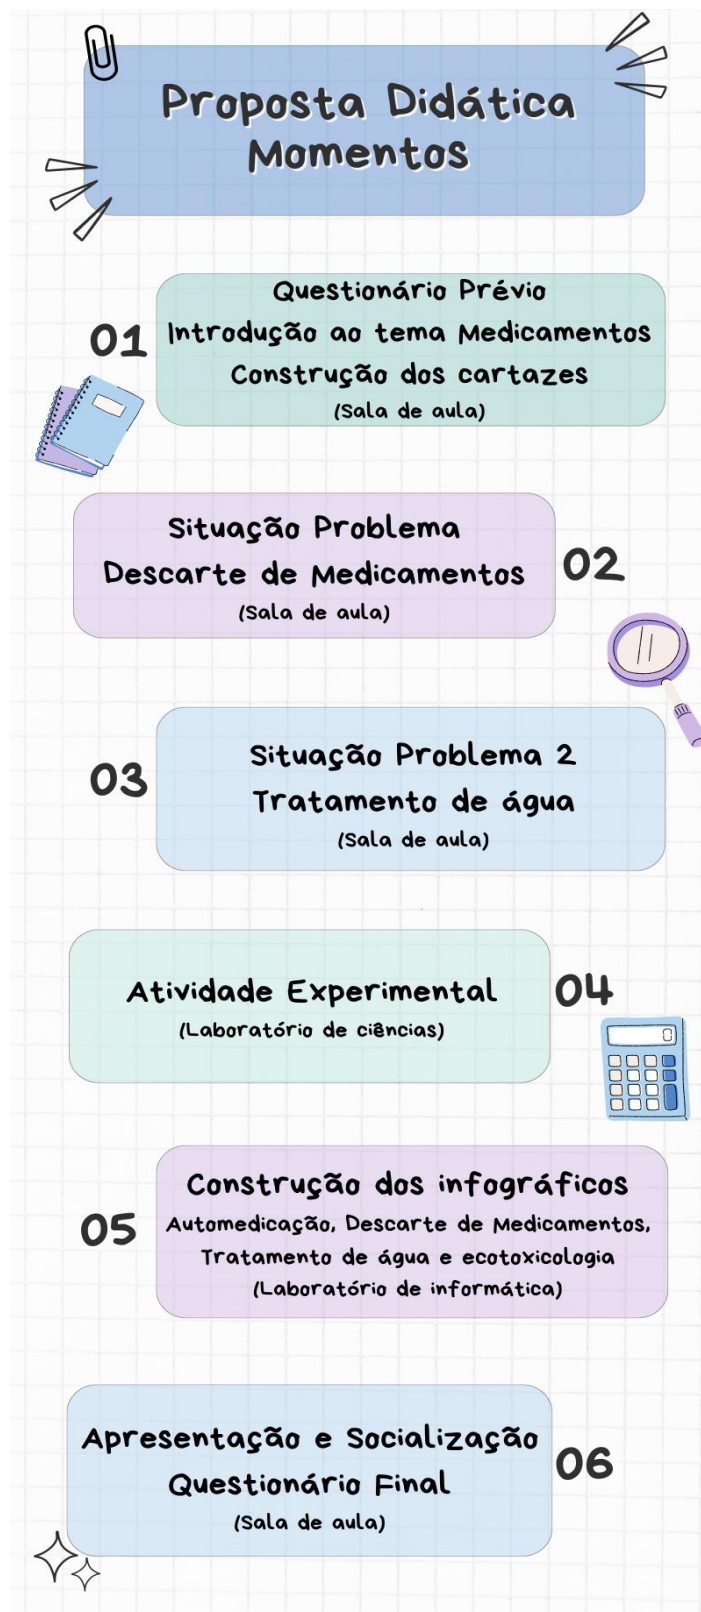 Proposta Didática
Momentos
01
Questionário Prévio
Introdução ao tema Medicamentos
Construção dos cartazes
(Sala de aula)
Situação Problema
Descarte de Medicamentos
(Sala de aula)
02
03
Situação Problema 2
Tratamento de água
(Sala de aula)
Atividade Experimental
(Laboratório de ciências)
04
0
05
Construção dos infográficos
Automedicação, Descarte de Medicamentos,
Tratamento de água e ecotoxicologia
(Laboratório de informática)
Apresentação e Socialização
Questionário Final
(Sala de aula)
06